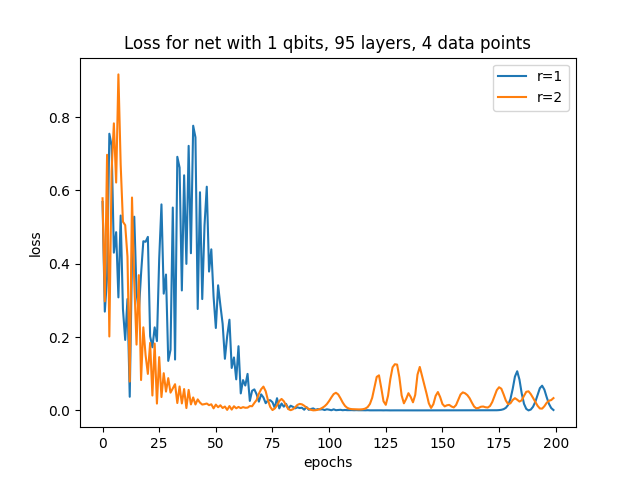 Loss for net with 1 qbits, 95 layers, 4 data points
r=1
r=2
loss
0.8
0.6
0.4
0.2
0.0
0 25 50 75 100 125 150 175 200
epochs